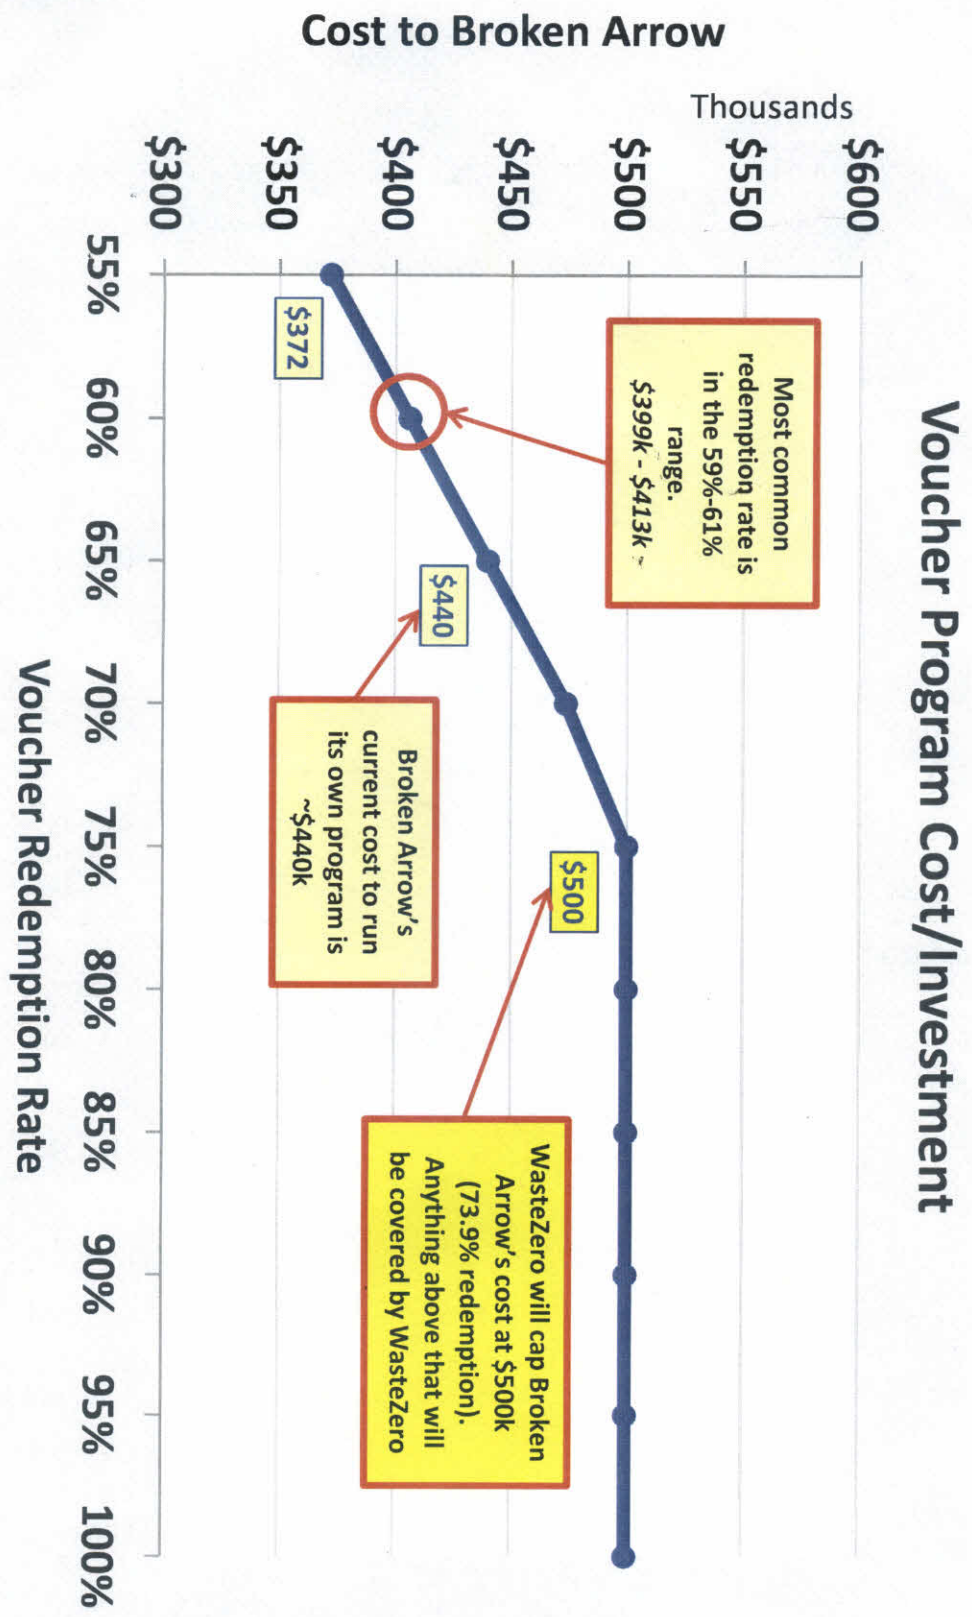 Voucher Program Cost/Investment
Cost to Broken Arrow
Thousands
$600
$550
$500
$450
$400
$350
$300
Most common
redemption rate is
in the 59%-61%
range.
$399k - $413k
$372
$440
$500
Broken Arrow's
current cost to run
its own program is
~$440k
WasteZero will cap Broken
Arrow's cost at $500k
(73.9% redemption).
Anything above that will
be covered by WasteZero
55% 60% 65% 70% 75% 80% 85% 90% 95% 100%
Voucher Redemption Rate